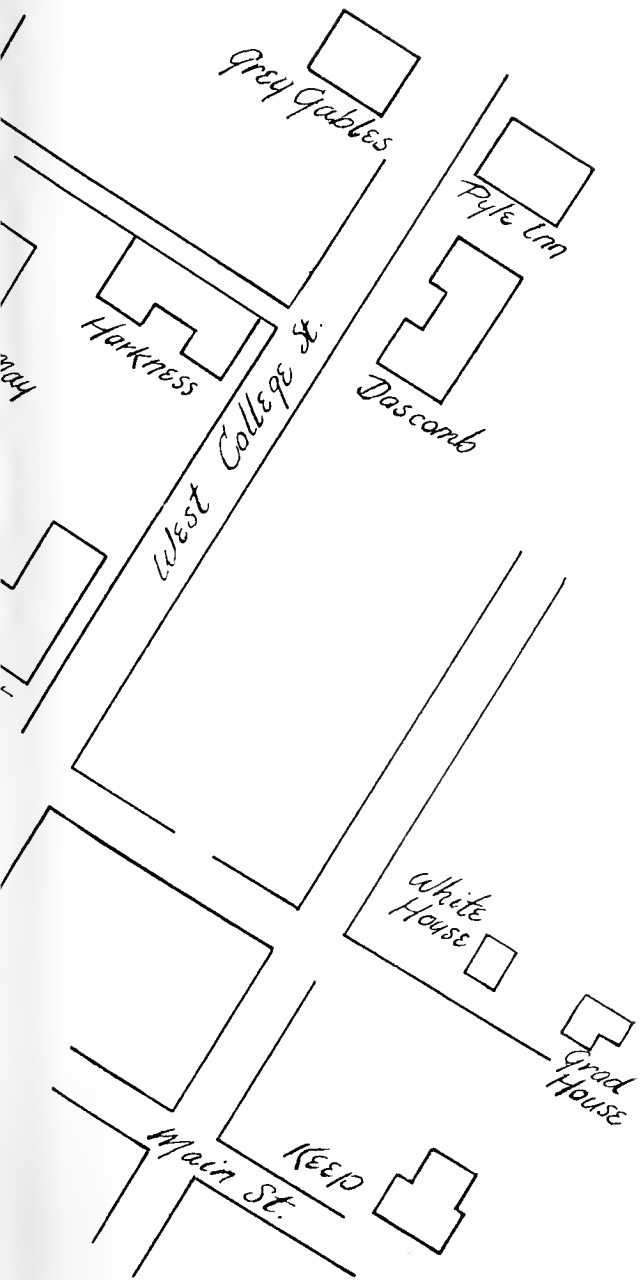 Grey Gables
Pyle Inn
Harkness
Dascomb
West College St.
White
House
Grad
House
Keep
Main St.